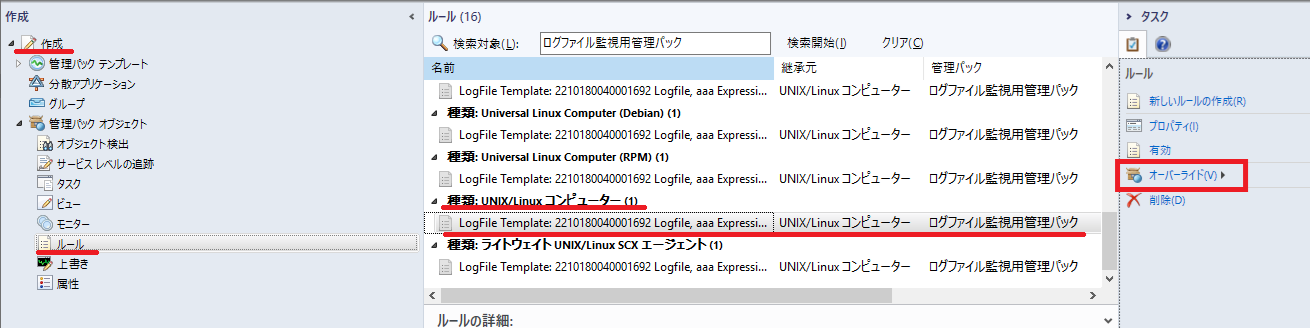 作成
作成
管理パック テンプレート
分散アプリケーション
グループ
管理パック オブジェクト
オブジェクト検出
サービス レベルの追跡
タスク
ビュー
モニター
ルール
上書き
属性
ルール (16)
検索対象(L): ログファイル監視用管理パック 検索開始(I) クリア(C)
名前 継承元 管理パック
LogFile Template: 2210180040001692 Logfile, aaa Expressi... UNIX/Linux コンピューター ログファイル監視用管理パック
種類: Universal Linux Computer (Debian) (1)
LogFile Template: 2210180040001692 Logfile, aaa Expressi... UNIX/Linux コンピューター ログファイル監視用管理パック
種類: Universal Linux Computer (RPM) (1)
LogFile Template: 2210180040001692 Logfile, aaa Expressi... UNIX/Linux コンピューター ログファイル監視用管理パック
種類: UNIX/Linux コンピューター (1)
LogFile Template: 2210180040001692 Logfile, aaa Expressi... UNIX/Linux コンピューター ログファイル監視用管理パック
種類: ライトウェイト UNIX/Linux SCX エージェント (1)
LogFile Template: 2210180040001692 Logfile, aaa Expressi... UNIX/Linux コンピューター ログファイル監視用管理パック
ルールの詳細:
タスク
ルール
新しいルールの作成(R)
プロパティ(I)
有効
オーバーライド(V)
削除(D)